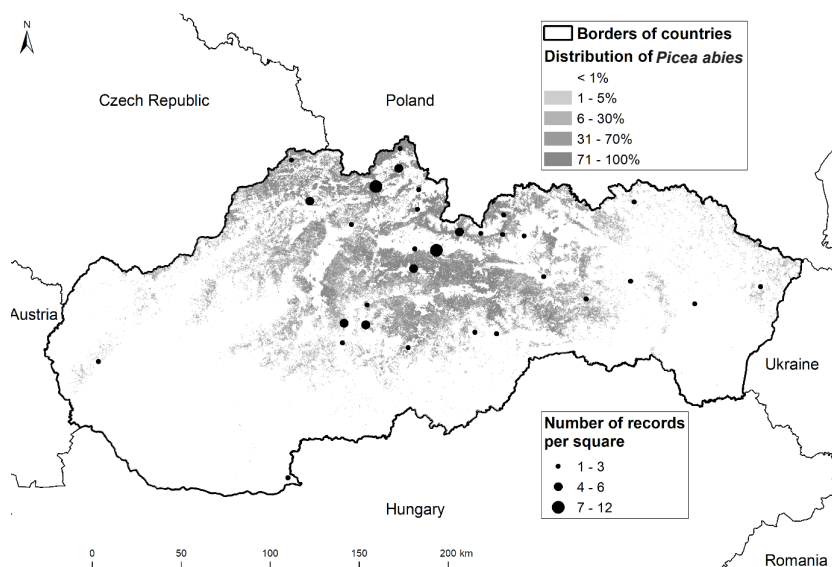 N
Borders of countries
Distribution of Picea abies
< 1%
1 - 5%
6 - 30%
31 - 70%
71 - 100%
Czech Republic
Poland
Austria
Ukraine
Number of records
per square
1 - 3
4 - 6
7 - 12
Hungary
Romania
0 50 100 150 200 km